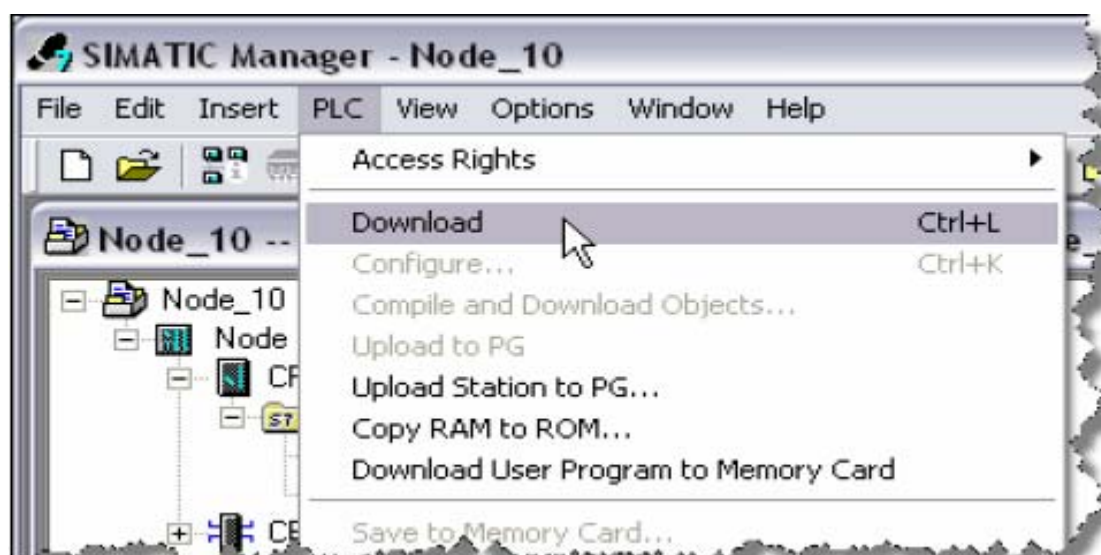 SIMATIC Manager - Node_10
File Edit Insert PLC View Options Window Help
Access Rights
Node_10 --
Download Ctrl+L
Configure... Ctrl+K
Node_10
Compile and Download Objects...
Node
Upload to PG
Upload Station to PG...
S7
Copy RAM to ROM...
Download User Program to Memory Card
Save to Memory Card...